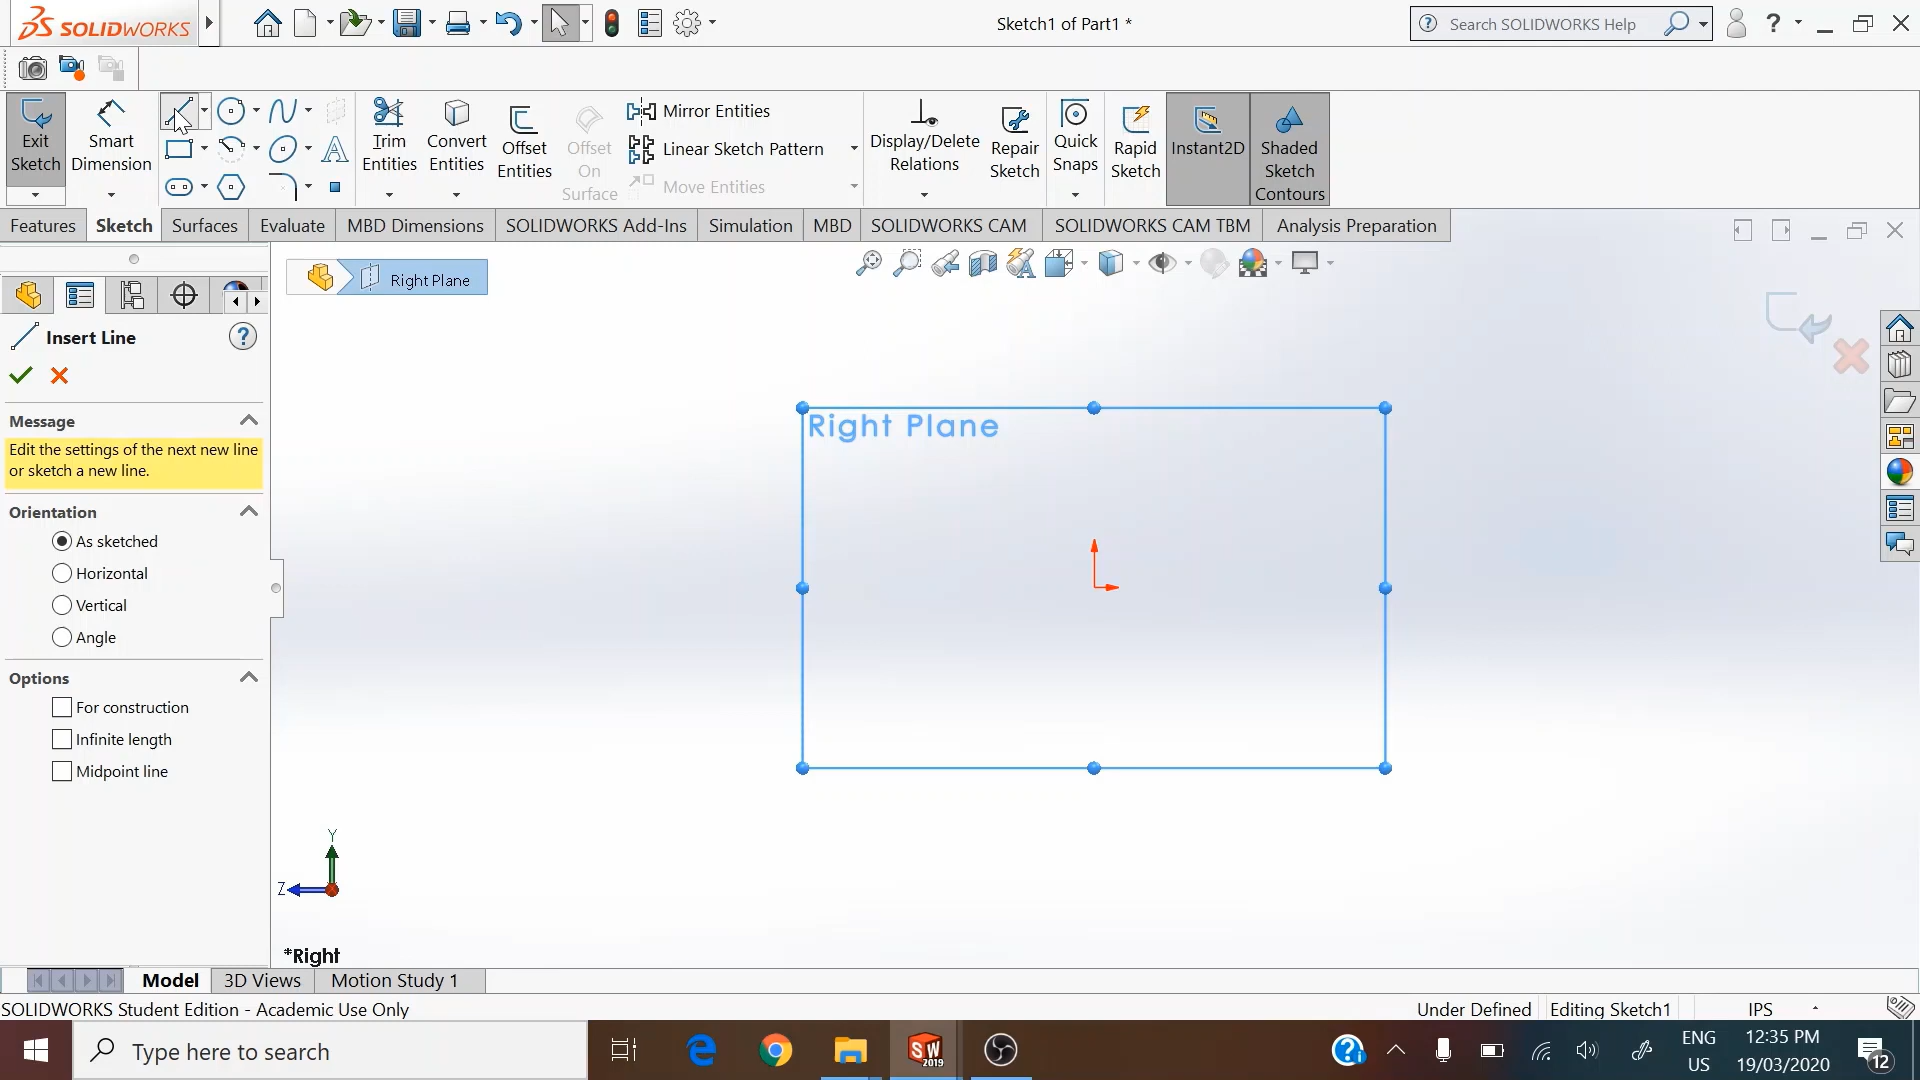 SOLIDWORKS
Sketch1 of Part1 *
Search SOLIDWORKS Help
?
Exit Sketch
Smart Dimension
Trim Entities
Convert Entities
Offset Entities
Offset On Surface
Mirror Entities
Linear Sketch Pattern
Move Entities
Display/Delete Relations
Repair Sketch
Quick Snaps
Rapid Sketch
Instant2D
Shaded Sketch Contours
Features
Sketch
Surfaces
Evaluate
MBD Dimensions
SOLIDWORKS Add-Ins
Simulation
MBD
SOLIDWORKS CAM
SOLIDWORKS CAM TBM
Analysis Preparation
Right Plane
Insert Line
?
Message
Edit the settings of the next new line
or sketch a new line.
Orientation
As sketched
Horizontal
Vertical
Angle
Options
For construction
Infinite length
Midpoint line
Right Plane
Y
Z
*Right
Model
3D Views
Motion Study 1
SOLIDWORKS Student Edition - Academic Use Only
Under Defined
Editing Sketch1
IPS
Type here to search
SW
2019
ENG
US
12:35 PM
19/03/2020
12